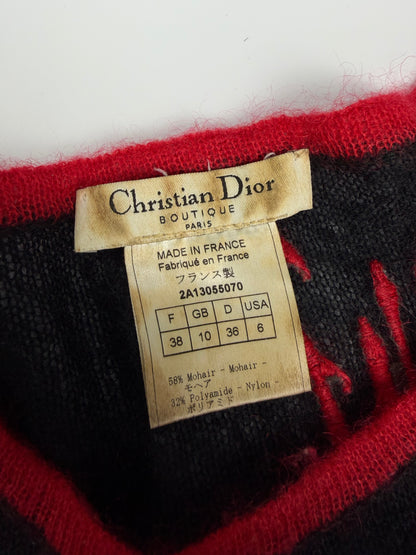 Christian Dior
BOUTIQUE
PARIS
MADE IN FRANCE
Fabriqué en France
フランス製
2A13055070
F GB D USA
38 10 36 6
58% Mohair - Mohair -
モヘア
32% Polyamide - Nylon -
ポリアミド